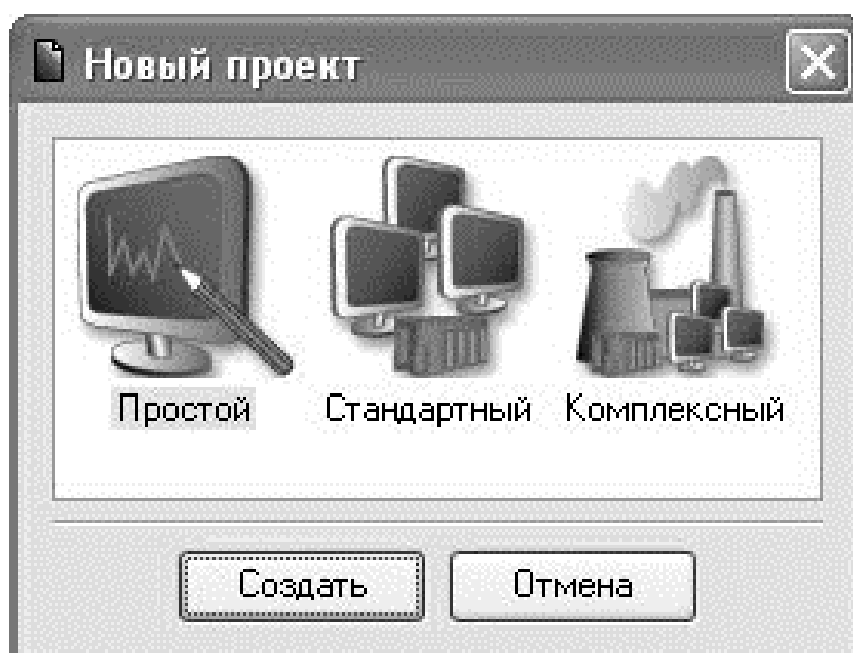 Новый проект
Простой Стандартный Комплексный
Создать Отмена